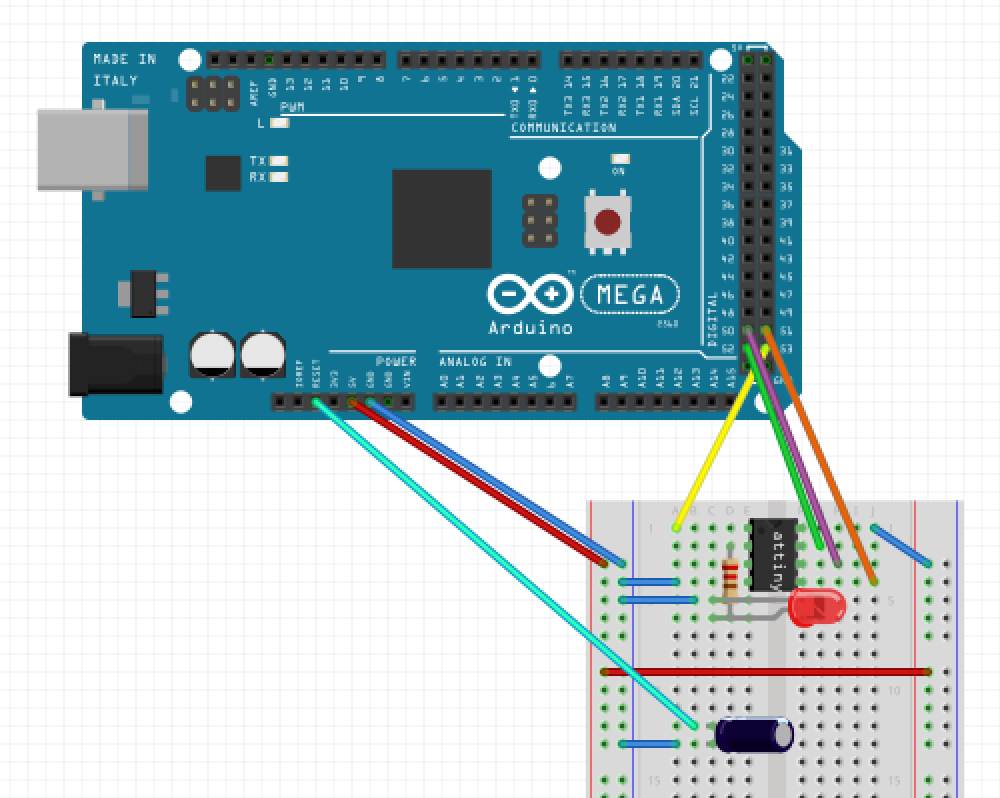 MADE IN
ITALY
AREF
GND
13
12
11
10
9
8
7
6
5
4
3
2
TX0 1
RX0 0
TX3 14
RX3 15
TX2 16
RX2 17
TX1 18
RX1 19
SDA 20
SCL 21
PWM
COMMUNICATION
L
TX
RX
ON
22
24
26
28
30 31
32 33
34 35
36 37
38 39
40 41
42 43
44 45
46 47
48 49
50 51
52 53
DIGITAL
MEGA
2560
Arduino
POWER
ANALOG IN
IOREF
RESET
3V3
5V
GND
GND
VIN
A0
A1
A2
A3
A4
A5
A7
A8
A9
A10
A11
A12
A13
A14
A15
C D E
J
1
attiny
5
10
15
15